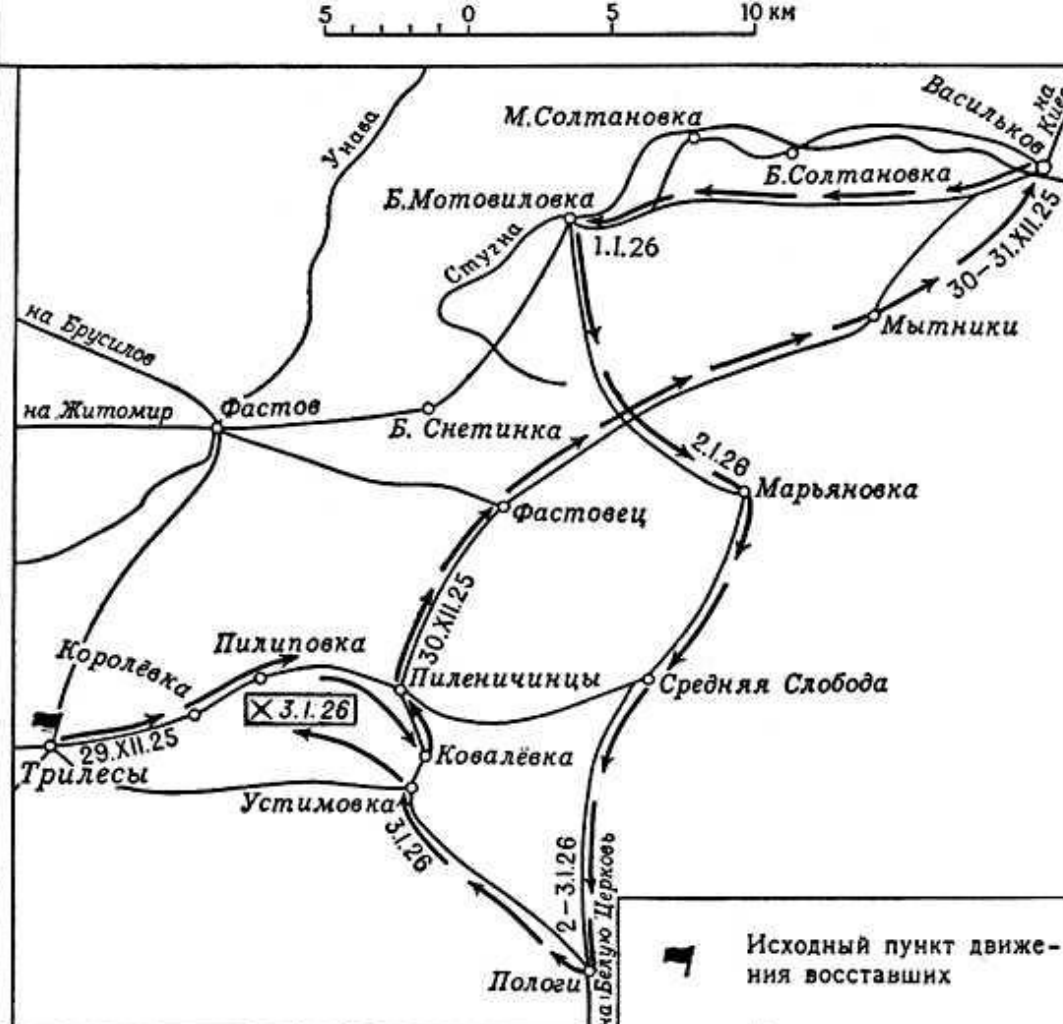 5 0 5 10 км
Васильков
на Кие
М.Солтановка
Унава
Б.Солтановка
Б.Мотовиловка
Стугна
1.I.26
30–31.XII.25
на Брусилов
Мытники
на Житомир
Фастов
Б. Снетинка
2.I.26
Марьяновка
Фастовец
30.XII.25
Пилиповка
Королёвка
Пиленичинцы
Средняя Слобода
3.I.26
29.XII.25
Ковалёвка
Трилесы
Устимовка
3.I.26
2–3.I.26
на Белую Церковь
Пологи
Исходный пункт движе-
ния восставших